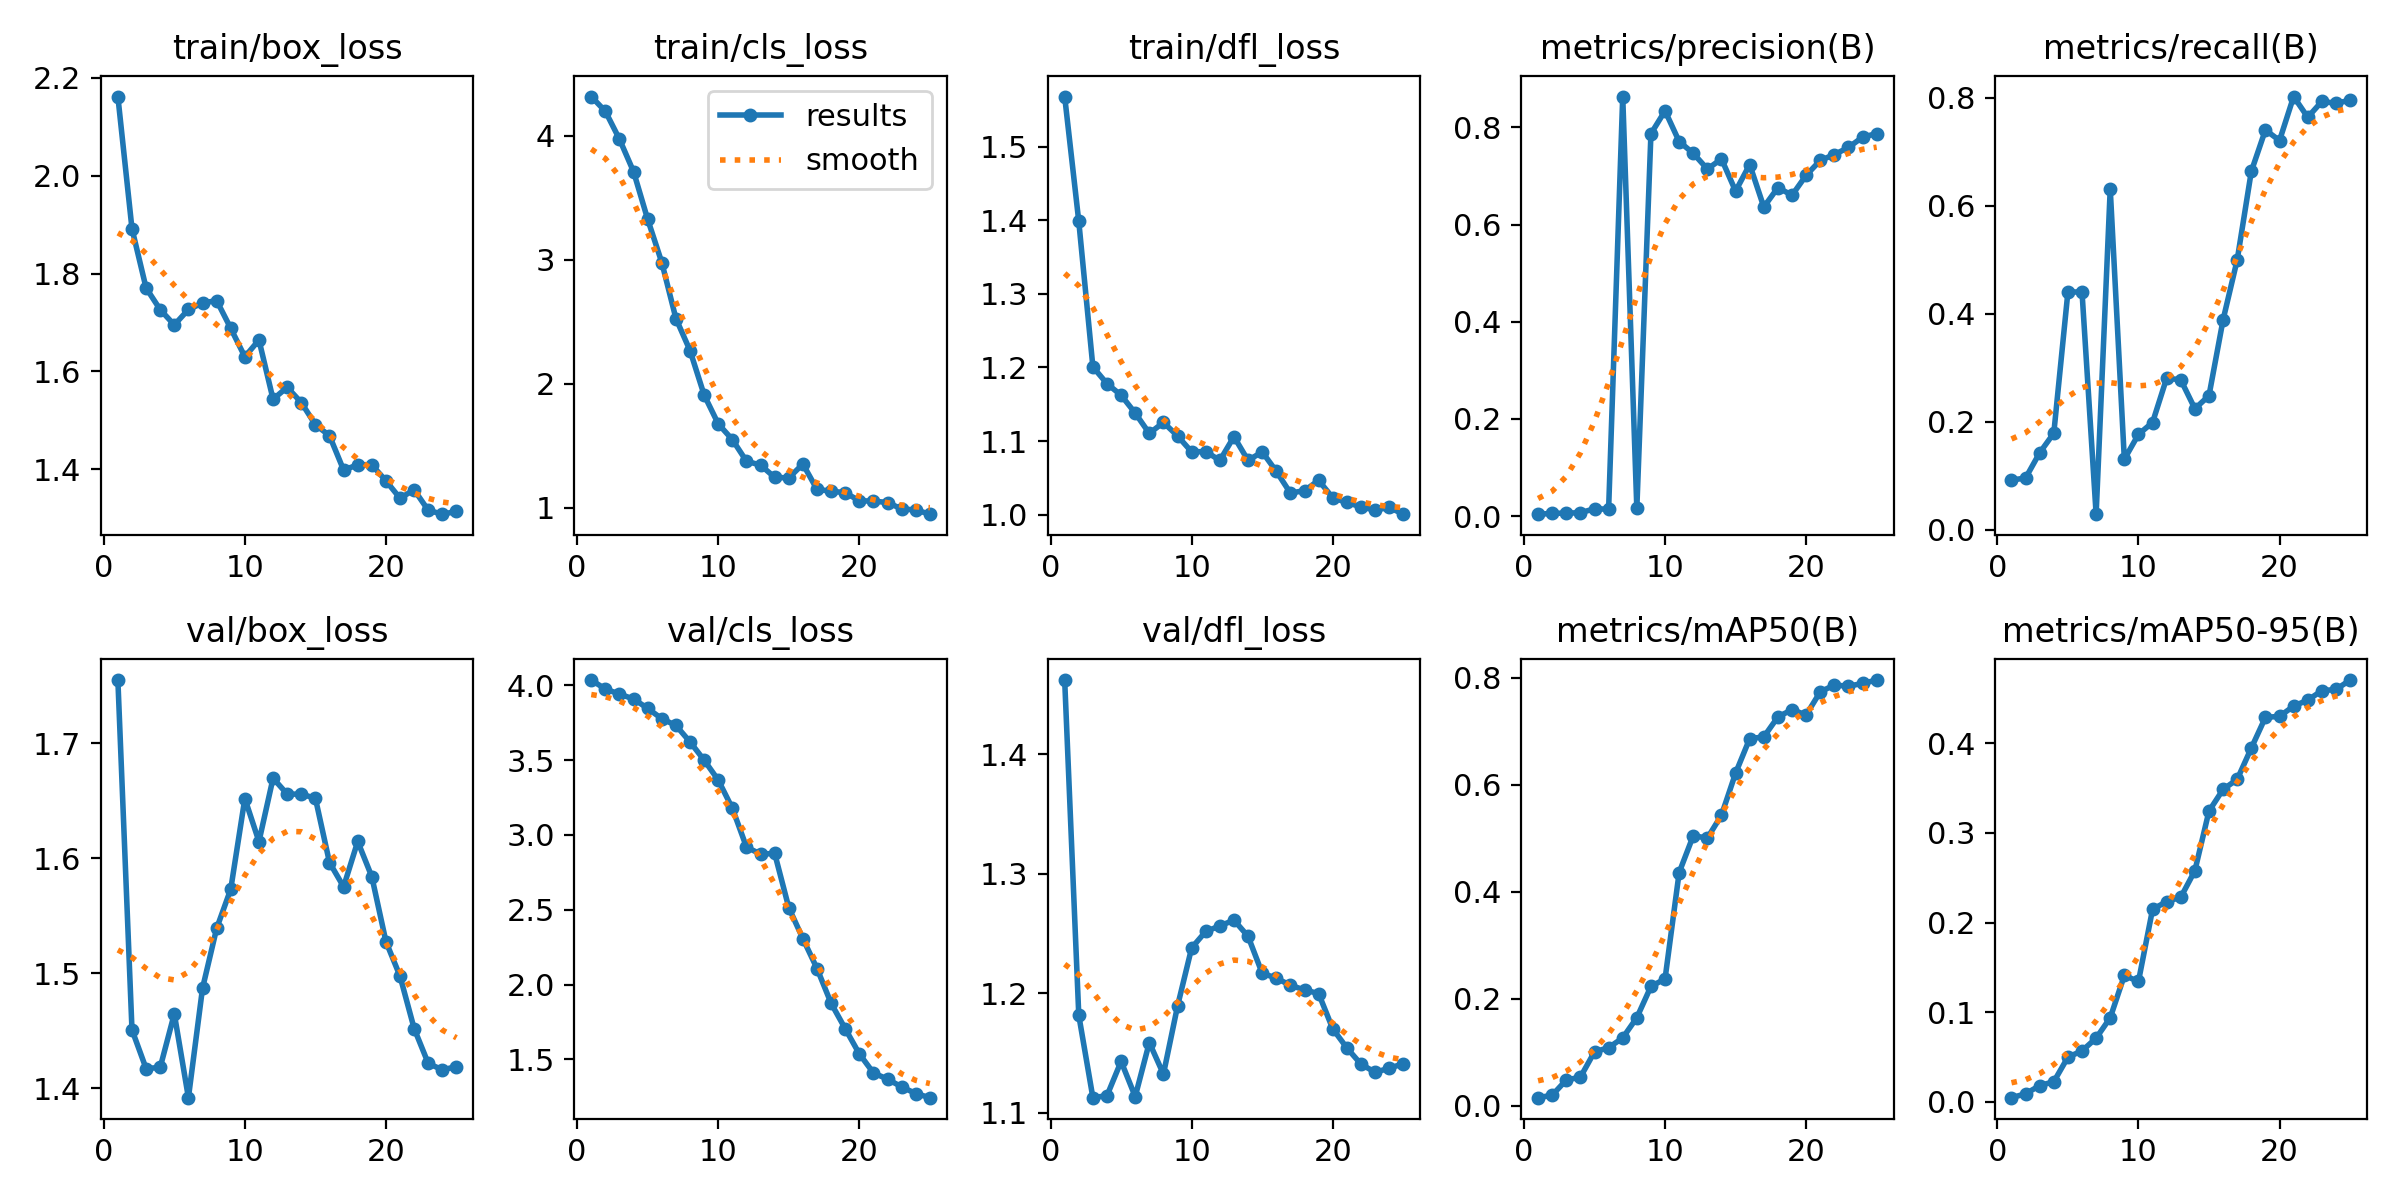 train/box_loss
train/cls_loss
train/dfl_loss
metrics/precision(B)
metrics/recall(B)
2.2
2.0
1.8
1.6
1.4
0 10 20
results
smooth
4
3
2
1
0 10 20
1.5
1.4
1.3
1.2
1.1
1.0
0 10 20
0.8
0.6
0.4
0.2
0.0
0 10 20
0.8
0.6
0.4
0.2
0.0
0 10 20
val/box_loss
val/cls_loss
val/dfl_loss
metrics/mAP50(B)
metrics/mAP50-95(B)
1.7
1.6
1.5
1.4
0 10 20
4.0
3.5
3.0
2.5
2.0
1.5
0 10 20
1.4
1.3
1.2
1.1
0 10 20
0.8
0.6
0.4
0.2
0.0
0 10 20
0.4
0.3
0.2
0.1
0.0
0 10 20